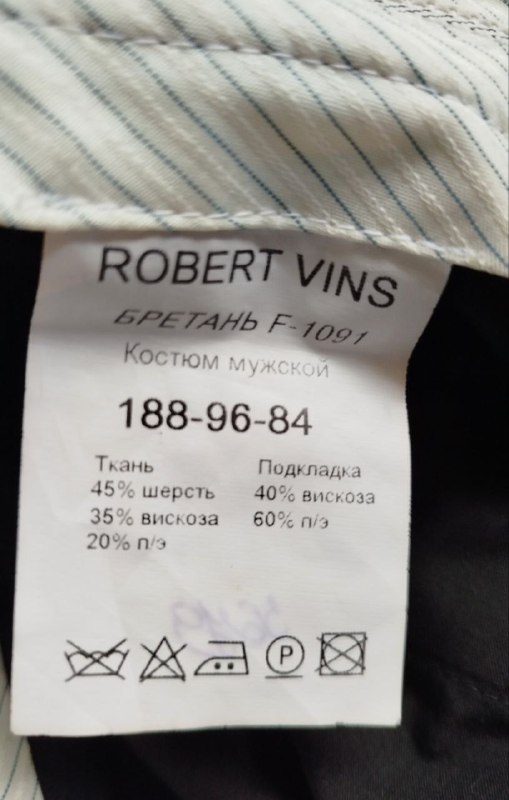 ROBERT VINS
БРЕТАНЬ F-1091
Костюм мужской
188-96-84
Ткань
45% шерсть
35% вискоза
20% п/э
Подкладка
40% вискоза
60% п/э
P